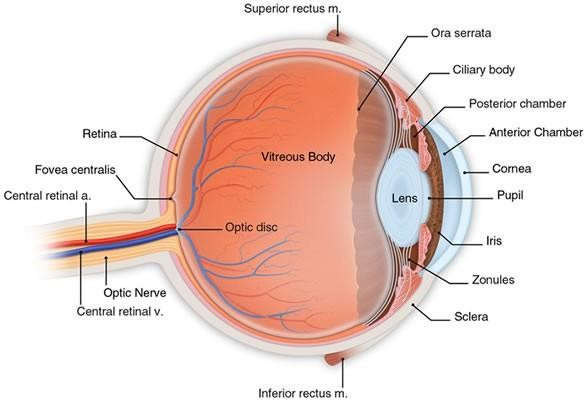 Superior rectus m.
Ora serrata
Ciliary body
Posterior chamber
Anterior Chamber
Cornea
Pupil
Iris
Zonules
Sclera
Retina
Fovea centralis
Central retinal a.
Vitreous Body
Lens
Optic disc
Optic Nerve
Central retinal v.
Inferior rectus m.